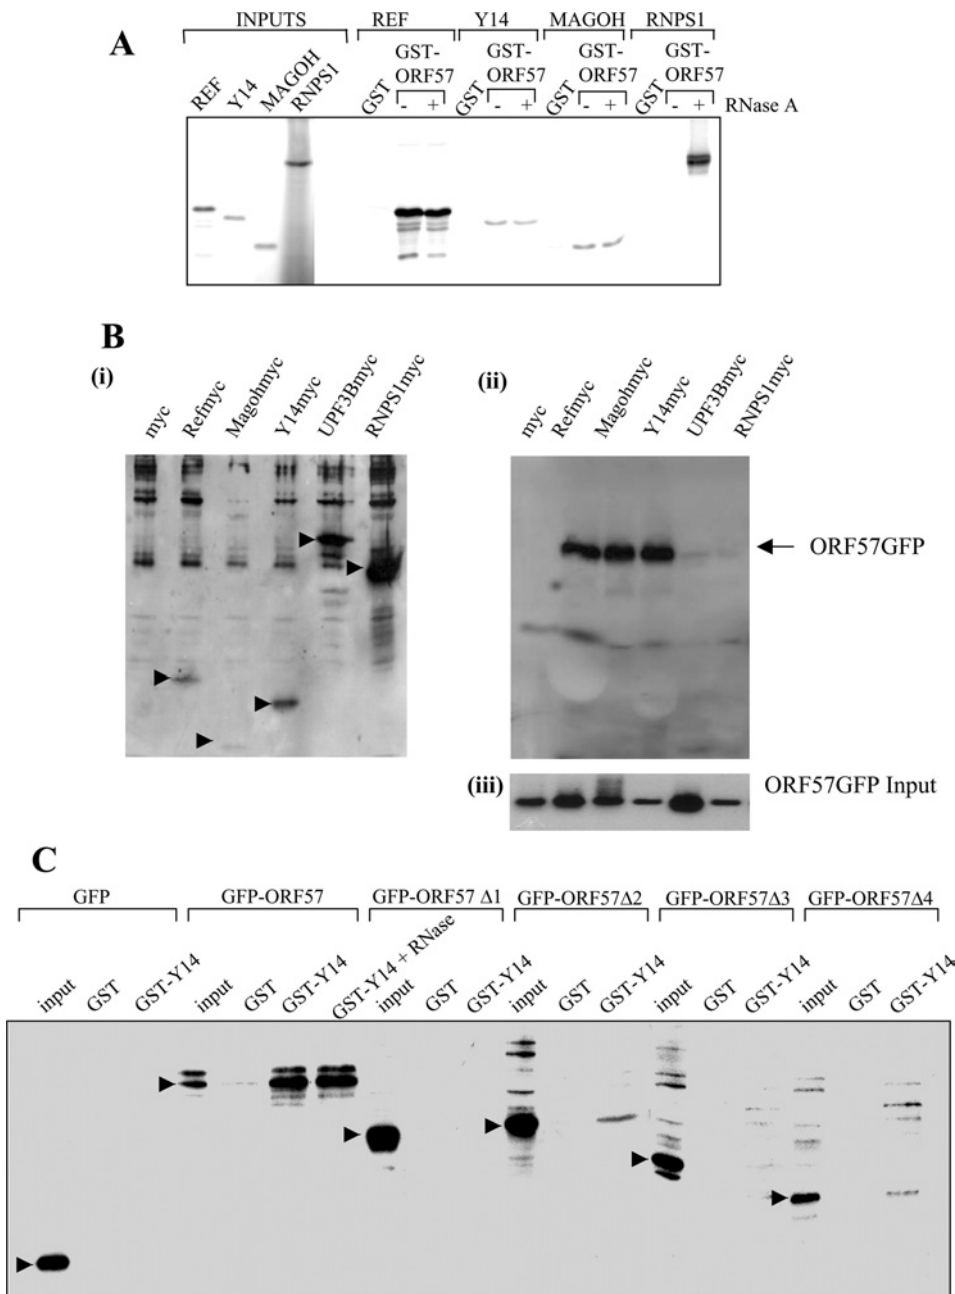 A
INPUTS REF Y14 MAGOH RNPS1
REF Y14 MAGOH RNPS1 GST GST-ORF57 GST GST-ORF57 GST GST-ORF57 GST GST-ORF57
- + - + - + - + RNase A
B
(i)
myc Refmyc Magohmyc Y14myc UPF3Bmyc RNPS1myc
(ii)
myc Refmyc Magohmyc Y14myc UPF3Bmyc RNPS1myc
ORF57GFP
(iii)
ORF57GFP Input
C
GFP GFP-ORF57 GFP-ORF57 Δ1 GFP-ORF57Δ2 GFP-ORF57Δ3 GFP-ORF57Δ4
input GST GST-Y14 input GST GST-Y14 GST-Y14 + RNase input GST GST-Y14 input GST GST-Y14 input GST GST-Y14 input GST GST-Y14